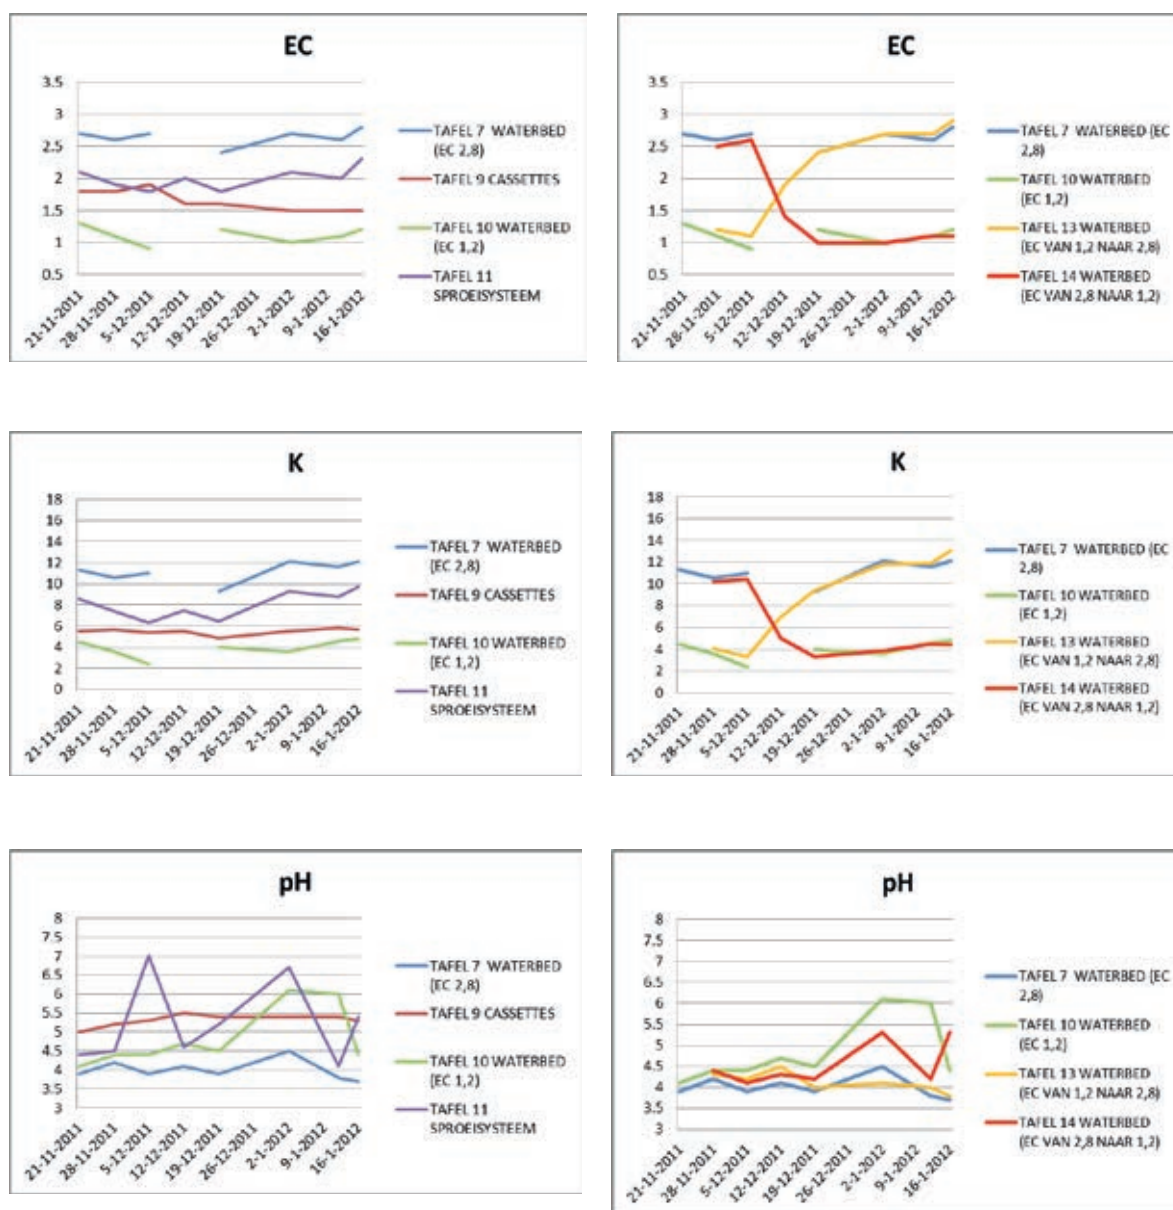 EC
3.5
3
2.5
2
1.5
1
0.5
21-11-2011
28-11-2011
5-12-2011
12-12-2011
19-12-2011
26-12-2011
2-1-2012
9-1-2012
16-1-2012
TAFEL 7 WATERBED
(EC 2,8)
TAFEL 9 CASSETTES
TAFEL 10 WATERBED
(EC 1,2)
TAFEL 11
SPROEISYSTEEM
EC
3.5
3
2.5
2
1.5
1
0.5
21-11-2011
28-11-2011
5-12-2011
12-12-2011
19-12-2011
26-12-2011
2-1-2012
9-1-2012
16-1-2012
TAFEL 7 WATERBED (EC
2,8)
TAFEL 10 WATERBED
(EC 1,2)
TAFEL 13 WATERBED
(EC VAN 1,2 NAAR 2,8)
TAFEL 14 WATERBED
(EC VAN 2,8 NAAR 1,2)
K
18
16
14
12
10
8
6
4
2
0
21-11-2011
28-11-2011
5-12-2011
12-12-2011
19-12-2011
26-12-2011
2-1-2012
9-1-2012
16-1-2012
TAFEL 7 WATERBED
(EC 2,8)
TAFEL 9 CASSETTES
TAFEL 10 WATERBED
(EC 1,2)
TAFEL 11
SPROEISYSTEEM
K
18
16
14
12
10
8
6
4
2
0
21-11-2011
28-11-2011
5-12-2011
12-12-2011
19-12-2011
26-12-2011
2-1-2012
9-1-2012
16-1-2012
TAFEL 7 WATERBED (EC
2,8)
TAFEL 10 WATERBED
(EC 1,2)
TAFEL 13 WATERBED
(EC VAN 1,2 NAAR 2,8)
TAFEL 14 WATERBED
(EC VAN 2,8 NAAR 1,2)
pH
8
7.5
7
6.5
6
5.5
5
4.5
4
3.5
3
21-11-2011
28-11-2011
5-12-2011
12-12-2011
19-12-2011
26-12-2011
2-1-2012
9-1-2012
16-1-2012
TAFEL 7 WATERBED
(EC 2,8)
TAFEL 9 CASSETTES
TAFEL 10 WATERBED
(EC 1,2)
TAFEL 11
SPROEISYSTEEM
pH
8
7.5
7
6.5
6
5.5
5
4.5
4
3.5
3
21-11-2011
28-11-2011
5-12-2011
12-12-2011
19-12-2011
26-12-2011
2-1-2012
9-1-2012
16-1-2012
TAFEL 7 WATERBED (EC
2,8)
TAFEL 10 WATERBED
(EC 1,2)
TAFEL 13 WATERBED
(EC VAN 1,2 NAAR 2,8)
TAFEL 14 WATERBED
(EC VAN 2,8 NAAR 1,2)